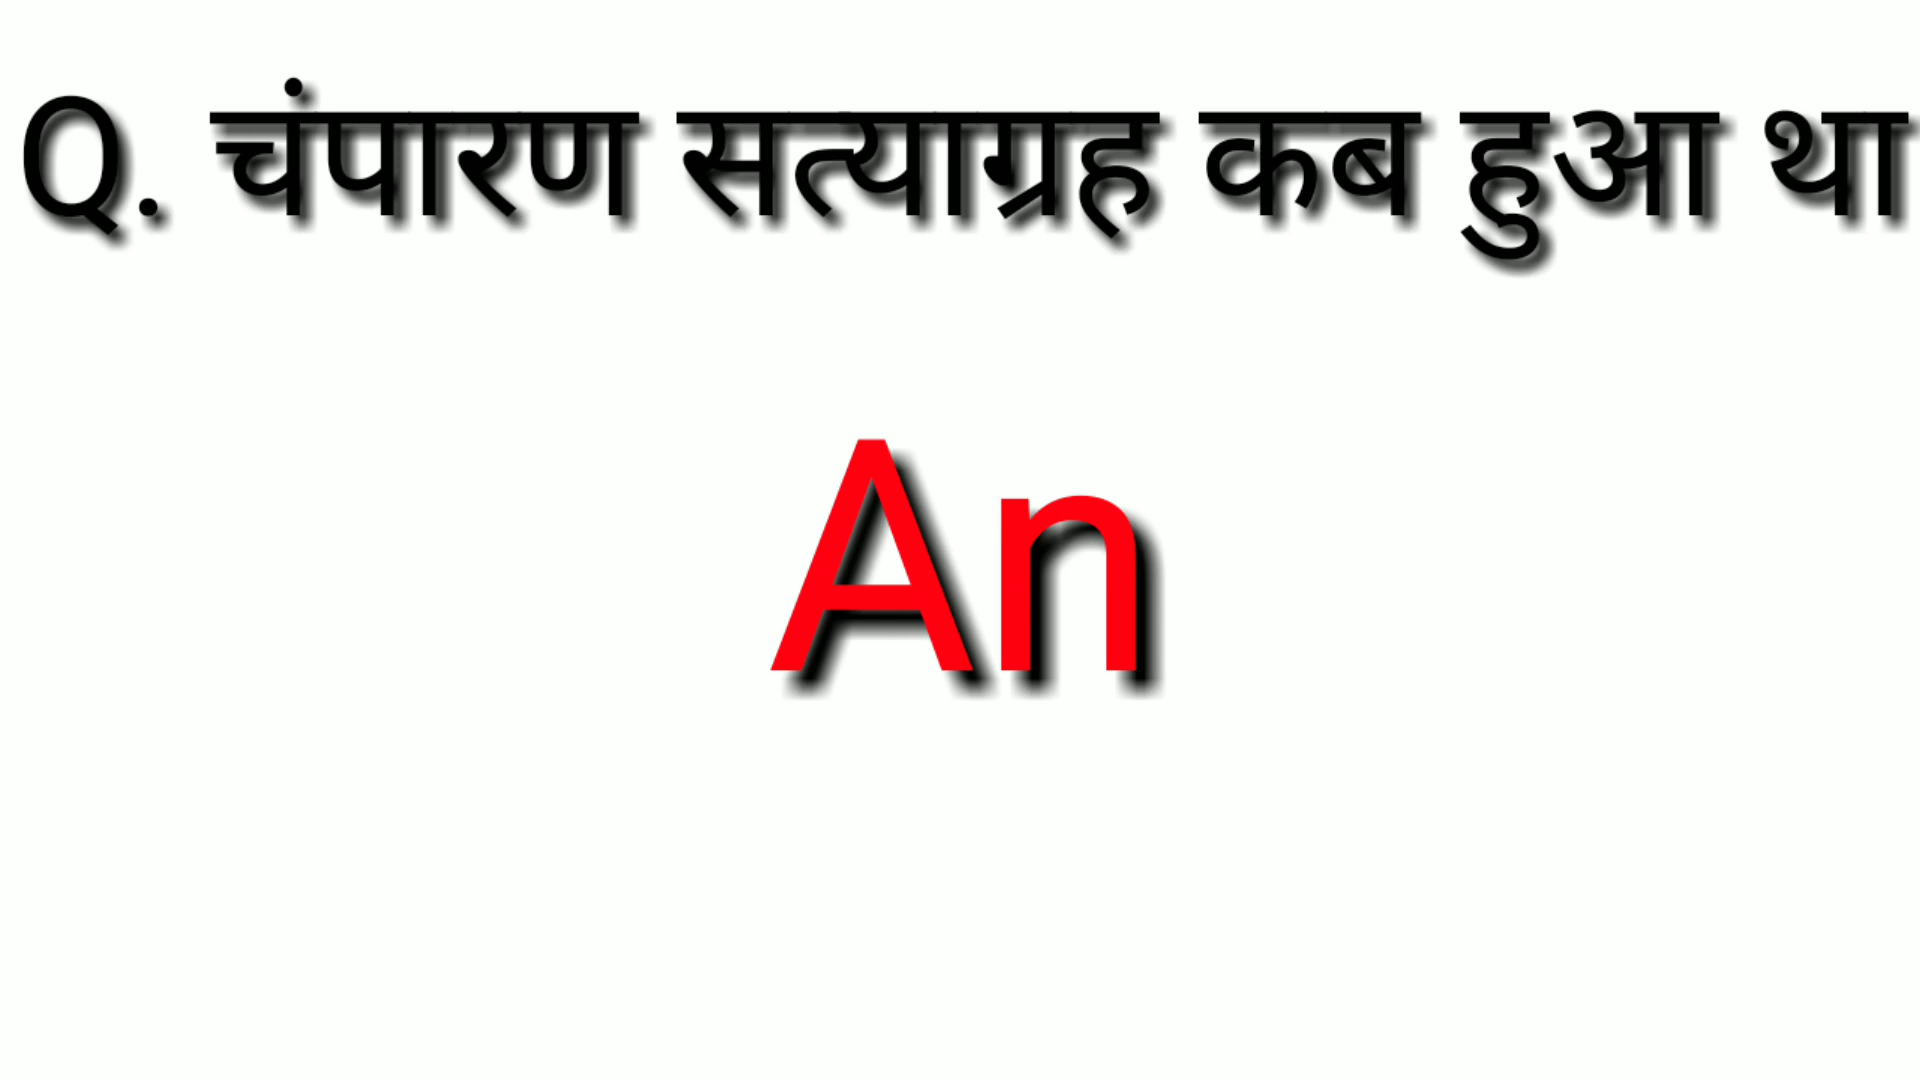 Q. चंपारण सत्याग्रह कब हुआ था
An